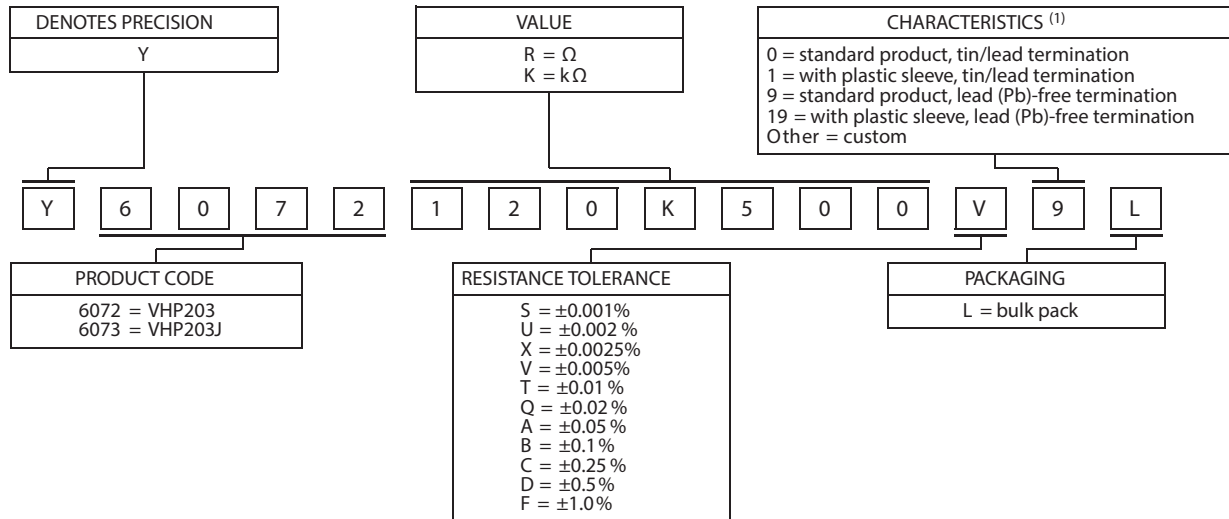 DENOTES PRECISION
Y
VALUE
R = Ω
K = kΩ
CHARACTERISTICS (1)
0 = standard product, tin/lead termination
1 = with plastic sleeve, tin/lead termination
9 = standard product, lead (Pb)-free termination
19 = with plastic sleeve, lead (Pb)-free termination
Other = custom
Y 6 0 7 2 1 2 0 K 5 0 0 V 9 L
PRODUCT CODE
6072 = VHP203
6073 = VHP203J
RESISTANCE TOLERANCE
S = ±0.001%
U = ±0.002 %
X = ±0.0025%
V = ±0.005%
T = ±0.01 %
Q = ±0.02 %
A = ±0.05 %
B = ±0.1%
C = ±0.25 %
D = ±0.5%
F = ±1.0%
PACKAGING
L = bulk pack